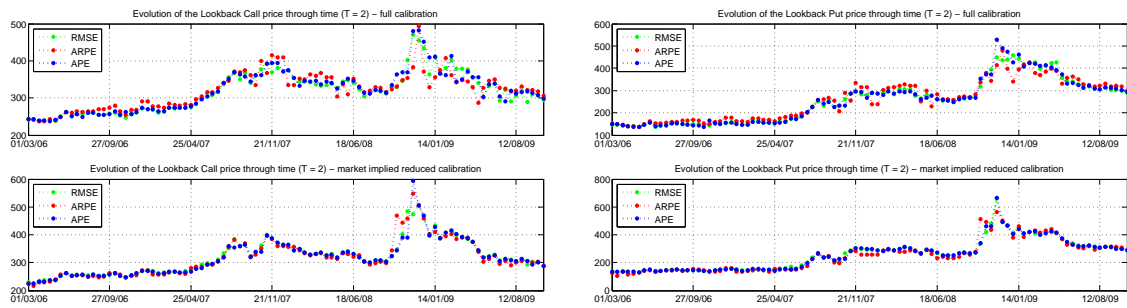 Evolution of the Lookback Call price through time (T = 2) – full calibration
500
400
300
200
RMSE
ARPE
APE
01/03/06 27/09/06 25/04/07 21/11/07 18/06/08 14/01/09 12/08/09
Evolution of the Lookback Put price through time (T = 2) – full calibration
600
500
400
300
200
100
RMSE
ARPE
APE
01/03/06 27/09/06 25/04/07 21/11/07 18/06/08 14/01/09 12/08/09
Evolution of the Lookback Call price through time (T = 2) – market implied reduced calibration
600
500
400
300
200
RMSE
ARPE
APE
01/03/06 27/09/06 25/04/07 21/11/07 18/06/08 14/01/09 12/08/09
Evolution of the Lookback Put price through time (T = 2) – market implied reduced calibration
800
600
400
200
0
RMSE
ARPE
APE
01/03/06 27/09/06 25/04/07 21/11/07 18/06/08 14/01/09 12/08/09